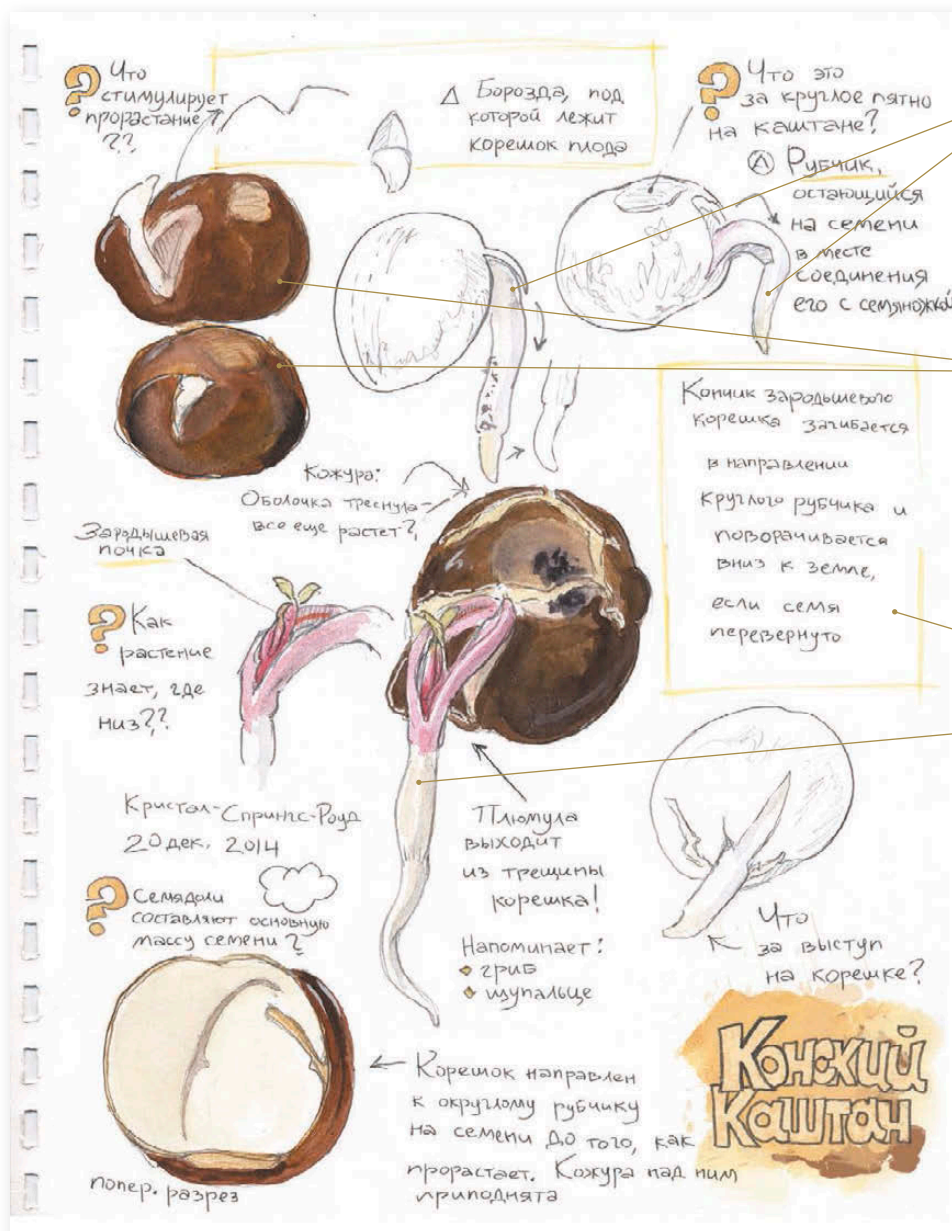 Что
стимулирует
прорастание?
??
Борозда, под
которой лежит
корешок плода
Что это
за круглое пятно
на каштане?
Рубчик,
остающийся
на семени
в месте
соединения
его с семяножкой
Кончик зародышевого
корешка загибается
в направлении
круглого рубчика и
поворачивается
вниз к земле,
если семя
перевернуто
Кожура:
Оболочка треснула
все еще растет?
Зародышевая
почка
Как
растение
знает, где
низ??
Кристал-Спрингс-Роуд
20 дек. 2014
Плюмула
выходит
из трещины
корешка!
Напоминает:
гриб
щупальце
Что
за выступ
на корешке?
Семядоли
составляют основную
массу семени?
Корешок направлен
к округлому рубчику
на семени до того, как
прорастает. Кожура над ним
приподнята
попер. разрез
Конский
Каштан